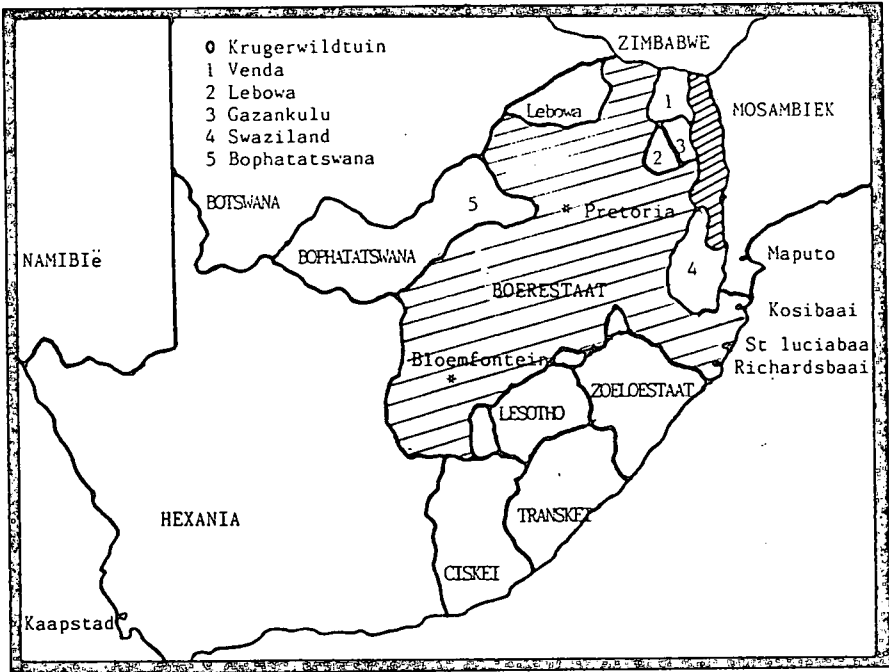 O Krugerwildtuin
1 Venda
2 Lebowa
3 Gazankulu
4 Swaziland
5 Bophatatswana
ZIMBABWE
MOSAMBIEK
Lebowa
1
2
3
BOTSWANA
5
* Pretoria
BOPHATATSWANA
NAMIBIë
4
Maputo
BOERESTAAT
Kosibaai
St luciabaa
Richardsbaai
Bloemfontein
*
LESOTHO
ZOELOESTAAT
HEXANIA
TRANSKEI
CISKEI
Kaapstad